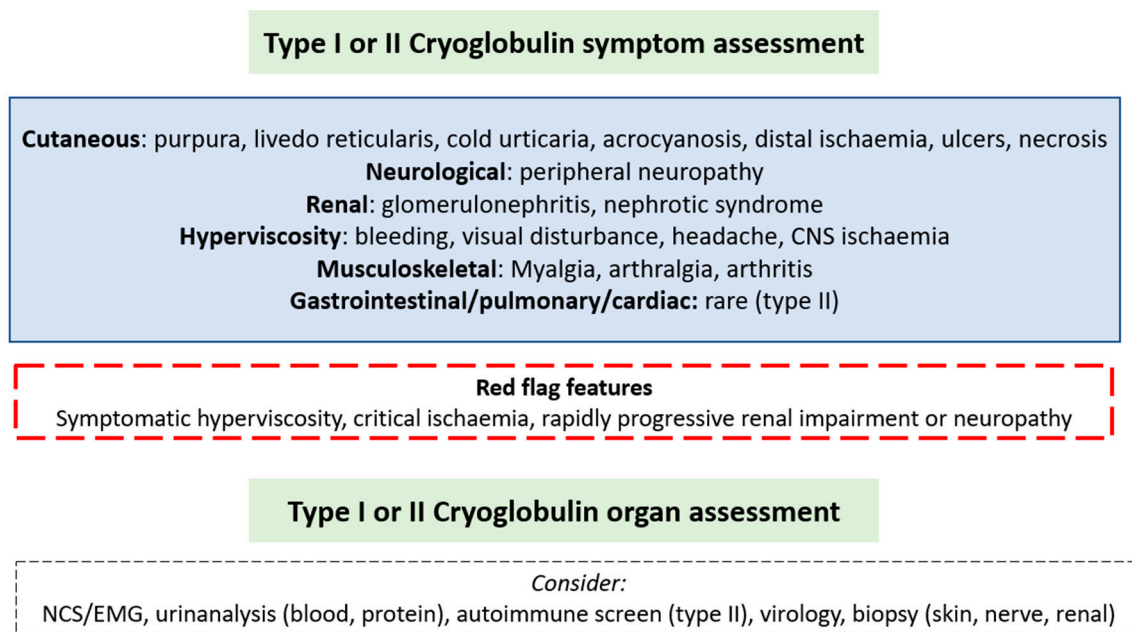 Type I or II Cryoglobulin symptom assessment
Cutaneous: purpura, livedo reticularis, cold urticaria, acrocyanosis, distal ischaemia, ulcers, necrosis
Neurological: peripheral neuropathy
Renal: glomerulonephritis, nephrotic syndrome
Hyperviscosity: bleeding, visual disturbance, headache, CNS ischaemia
Musculoskeletal: Myalgia, arthralgia, arthritis
Gastrointestinal/pulmonary/cardiac: rare (type II)
Red flag features
Symptomatic hyperviscosity, critical ischaemia, rapidly progressive renal impairment or neuropathy
Type I or II Cryoglobulin organ assessment
Consider:
NCS/EMG, urinanalysis (blood, protein), autoimmune screen (type II), virology, biopsy (skin, nerve, renal)